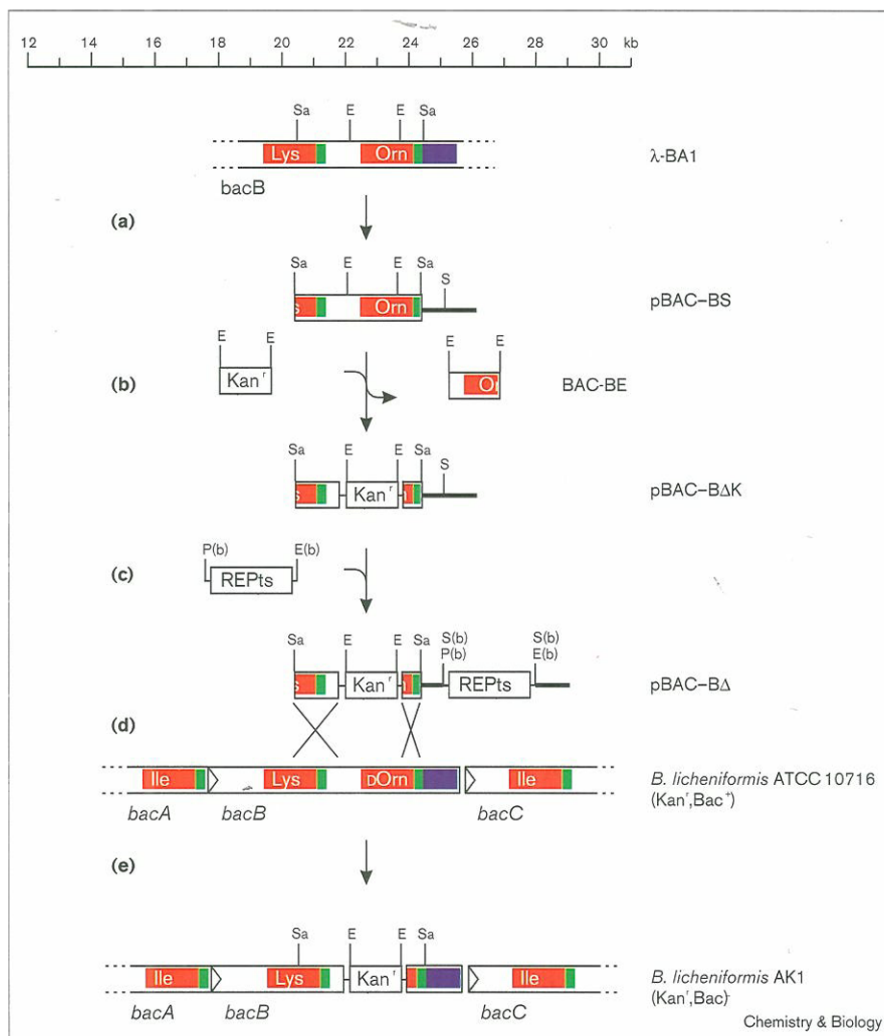 12 14 16 18 20 22 24 26 28 30 kb
Sa E E Sa
Lys Orn
λ-BA1
bacB
(a)
Sa E E Sa S
s Orn
pBAC–BS
E E E E
(b)
Kanʳ Or
BAC-BE
Sa E E Sa S
s Kanʳ
pBAC–BΔK
P(b) E(b)
(c)
REPts
Sa E E Sa S(b) S(b)
P(b) E(b)
s Kanʳ REPts
pBAC–BΔ
(d)
Ile Lys DOrn Ile
B. licheniformis ATCC 10716
(Kanʳ,Bac⁺)
bacA bacB bacC
(e)
Sa E E Sa
Ile Lys Kanʳ Ile
B. licheniformis AK1
(Kanʳ,Bac)⁻
bacA bacB bacC
Chemistry & Biology